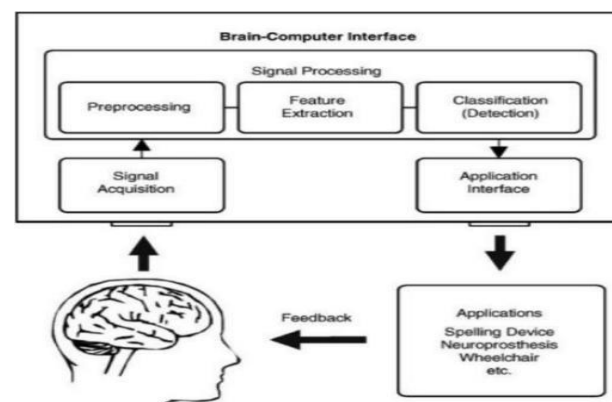 Brain-Computer Interface
Signal Processing
Preprocessing
Feature
Extraction
Classification
(Detection)
Signal
Acquisition
Application
Interface
Feedback
Applications
Spelling Device
Neuroprosthesis
Wheelchair
etc.